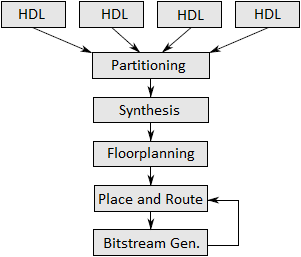 HDL
HDL
HDL
HDL
Partitioning
Synthesis
Floorplanning
Place and Route
Bitstream Gen.